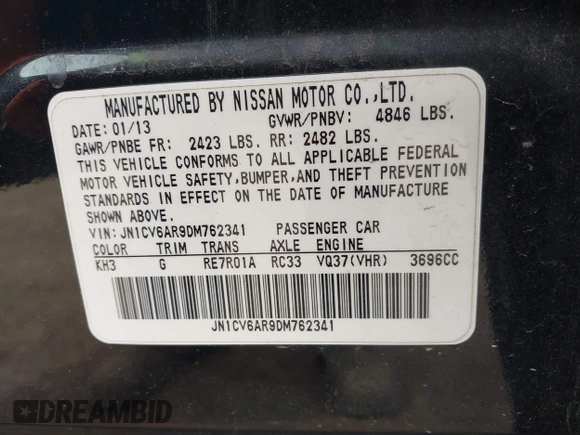 MANUFACTURED BY NISSAN MOTOR CO.,LTD.
DATE: 01/13 GVWR/PNBV: 4846 LBS.
GAWR/PNBE FR: 2423 LBS. RR: 2482 LBS.
THIS VEHICLE CONFORMS TO ALL APPLICABLE FEDERAL
MOTOR VEHICLE SAFETY,BUMPER,AND THEFT PREVENTION
STANDARDS IN EFFECT ON THE DATE OF MANUFACTURE
SHOWN ABOVE.
VIN: JN1CV6AR9DM762341 PASSENGER CAR
COLOR TRIM TRANS AXLE ENGINE
KH3 G RE7R01A RC33 VQ37(VHR) 3696CC
JN1CV6AR9DM762341
DREAMBID